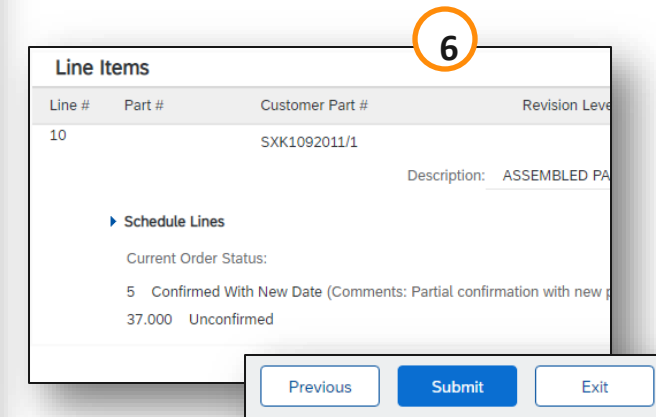 6
Line Items
Line # Part # Customer Part # Revision Leve
10 SXK1092011/1
Description: ASSEMBLED PA
Schedule Lines
Current Order Status:
5 Confirmed With New Date (Comments: Partial confirmation with new
37.000 Unconfirmed
Previous Submit Exit